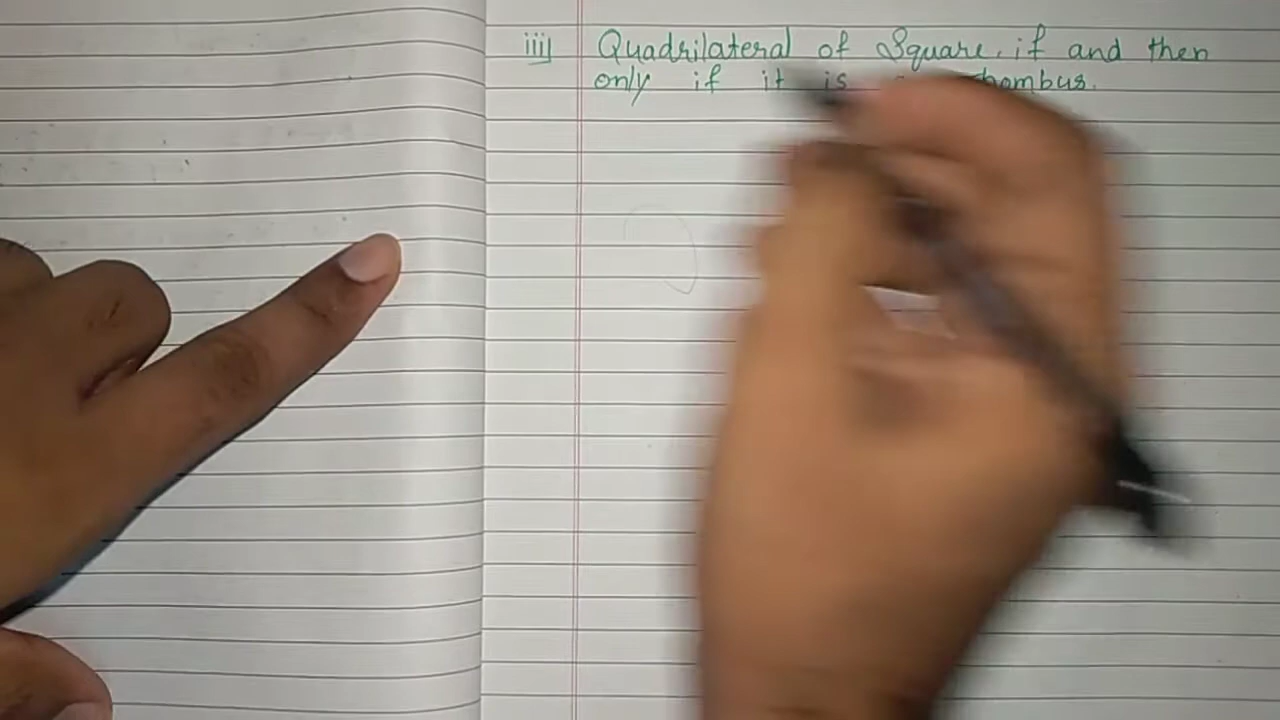 iii) Quadrilateral of Square, if and then
only if it is